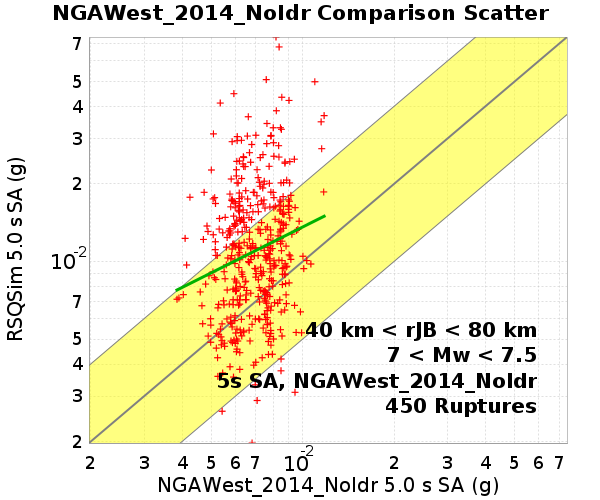 NGAWest_2014_NoIdr Comparison Scatter
7
5
4
3
2
10-2
7
5
4
3
2
RSQSim 5.0 s SA (g)
40 km < rJB < 80 km
7 < Mw < 7.5
5s SA, NGAWest_2014_NoIdr
450 Ruptures
2 3 4 5 6 7 10-2 2 3 4 5 6 7
NGAWest_2014_NoIdr 5.0 s SA (g)